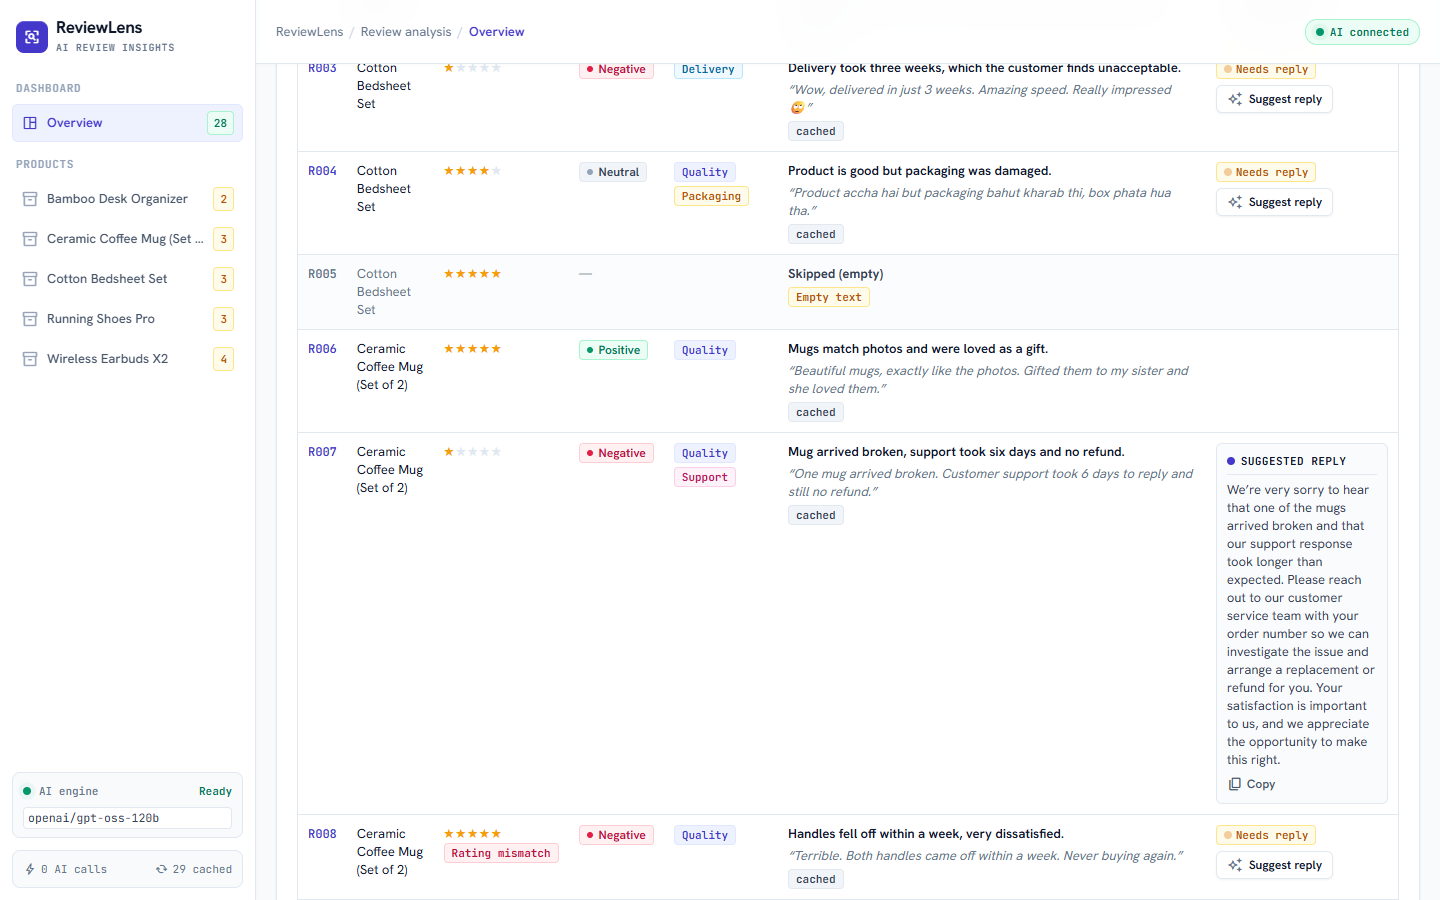 ReviewLens
AI REVIEW INSIGHTS
DASHBOARD
Overview 28
PRODUCTS
Bamboo Desk Organizer 2
Ceramic Coffee Mug (Set ... 3
Cotton Bedsheet Set 3
Running Shoes Pro 3
Wireless Earbuds X2 4
AI engine Ready
openai/gpt-oss-120b
0 AI calls 29 cached
ReviewLens / Review analysis / Overview
AI connected
R003
Cotton
Bedsheet
Set
★★★★★
Negative
Delivery
Delivery took three weeks, which the customer finds unacceptable.
“Wow, delivered in just 3 weeks. Amazing speed. Really impressed
🙄”
cached
Needs reply
Suggest reply
R004
Cotton
Bedsheet
Set
★★★★★
Neutral
Quality
Packaging
Product is good but packaging was damaged.
“Product accha hai but packaging bahut kharab thi, box phata hua
tha.”
cached
Needs reply
Suggest reply
R005
Cotton
Bedsheet
Set
★★★★★
—
Skipped (empty)
Empty text
R006
Ceramic
Coffee Mug
(Set of 2)
★★★★★
Positive
Quality
Mugs match photos and were loved as a gift.
“Beautiful mugs, exactly like the photos. Gifted them to my sister and
she loved them.”
cached
R007
Ceramic
Coffee Mug
(Set of 2)
★★★★★
Negative
Quality
Support
Mug arrived broken, support took six days and no refund.
“One mug arrived broken. Customer support took 6 days to reply and
still no refund.”
cached
SUGGESTED REPLY
We’re very sorry to hear
that one of the mugs
arrived broken and that
our support response
took longer than
expected. Please reach
out to our customer
service team with your
order number so we can
investigate the issue and
arrange a replacement or
refund for you. Your
satisfaction is important
to us, and we appreciate
the opportunity to make
this right.
Copy
R008
Ceramic
Coffee Mug
(Set of 2)
★★★★★
Rating mismatch
Negative
Quality
Handles fell off within a week, very dissatisfied.
“Terrible. Both handles came off within a week. Never buying again.”
cached
Needs reply
Suggest reply